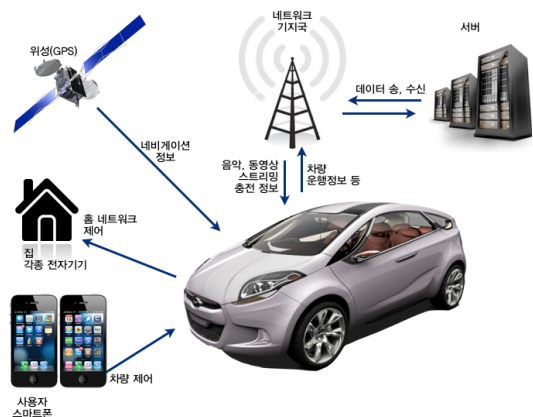 위성(GPS)
네트워크
기지국
서버
데이터 송, 수신
네비게이션
정보
음악, 동영상
스트리밍
충전 정보
차량
운행정보 등
홈 네트워크
제어
집
각종 전자기기
차량 제어
사용자
스마트폰